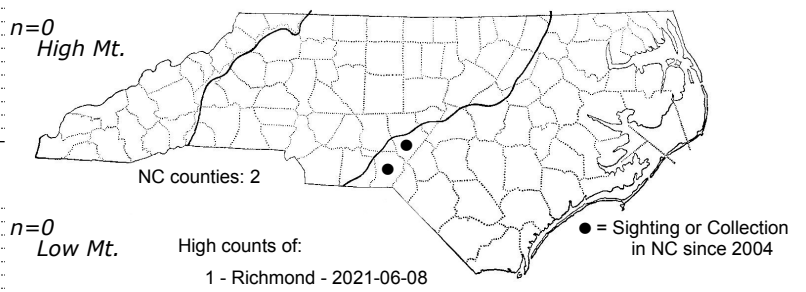 n=0
High Mt.
NC counties: 2
n=0
Low Mt.
High counts of:
1 - Richmond - 2021-06-08
● = Sighting or Collection
in NC since 2004